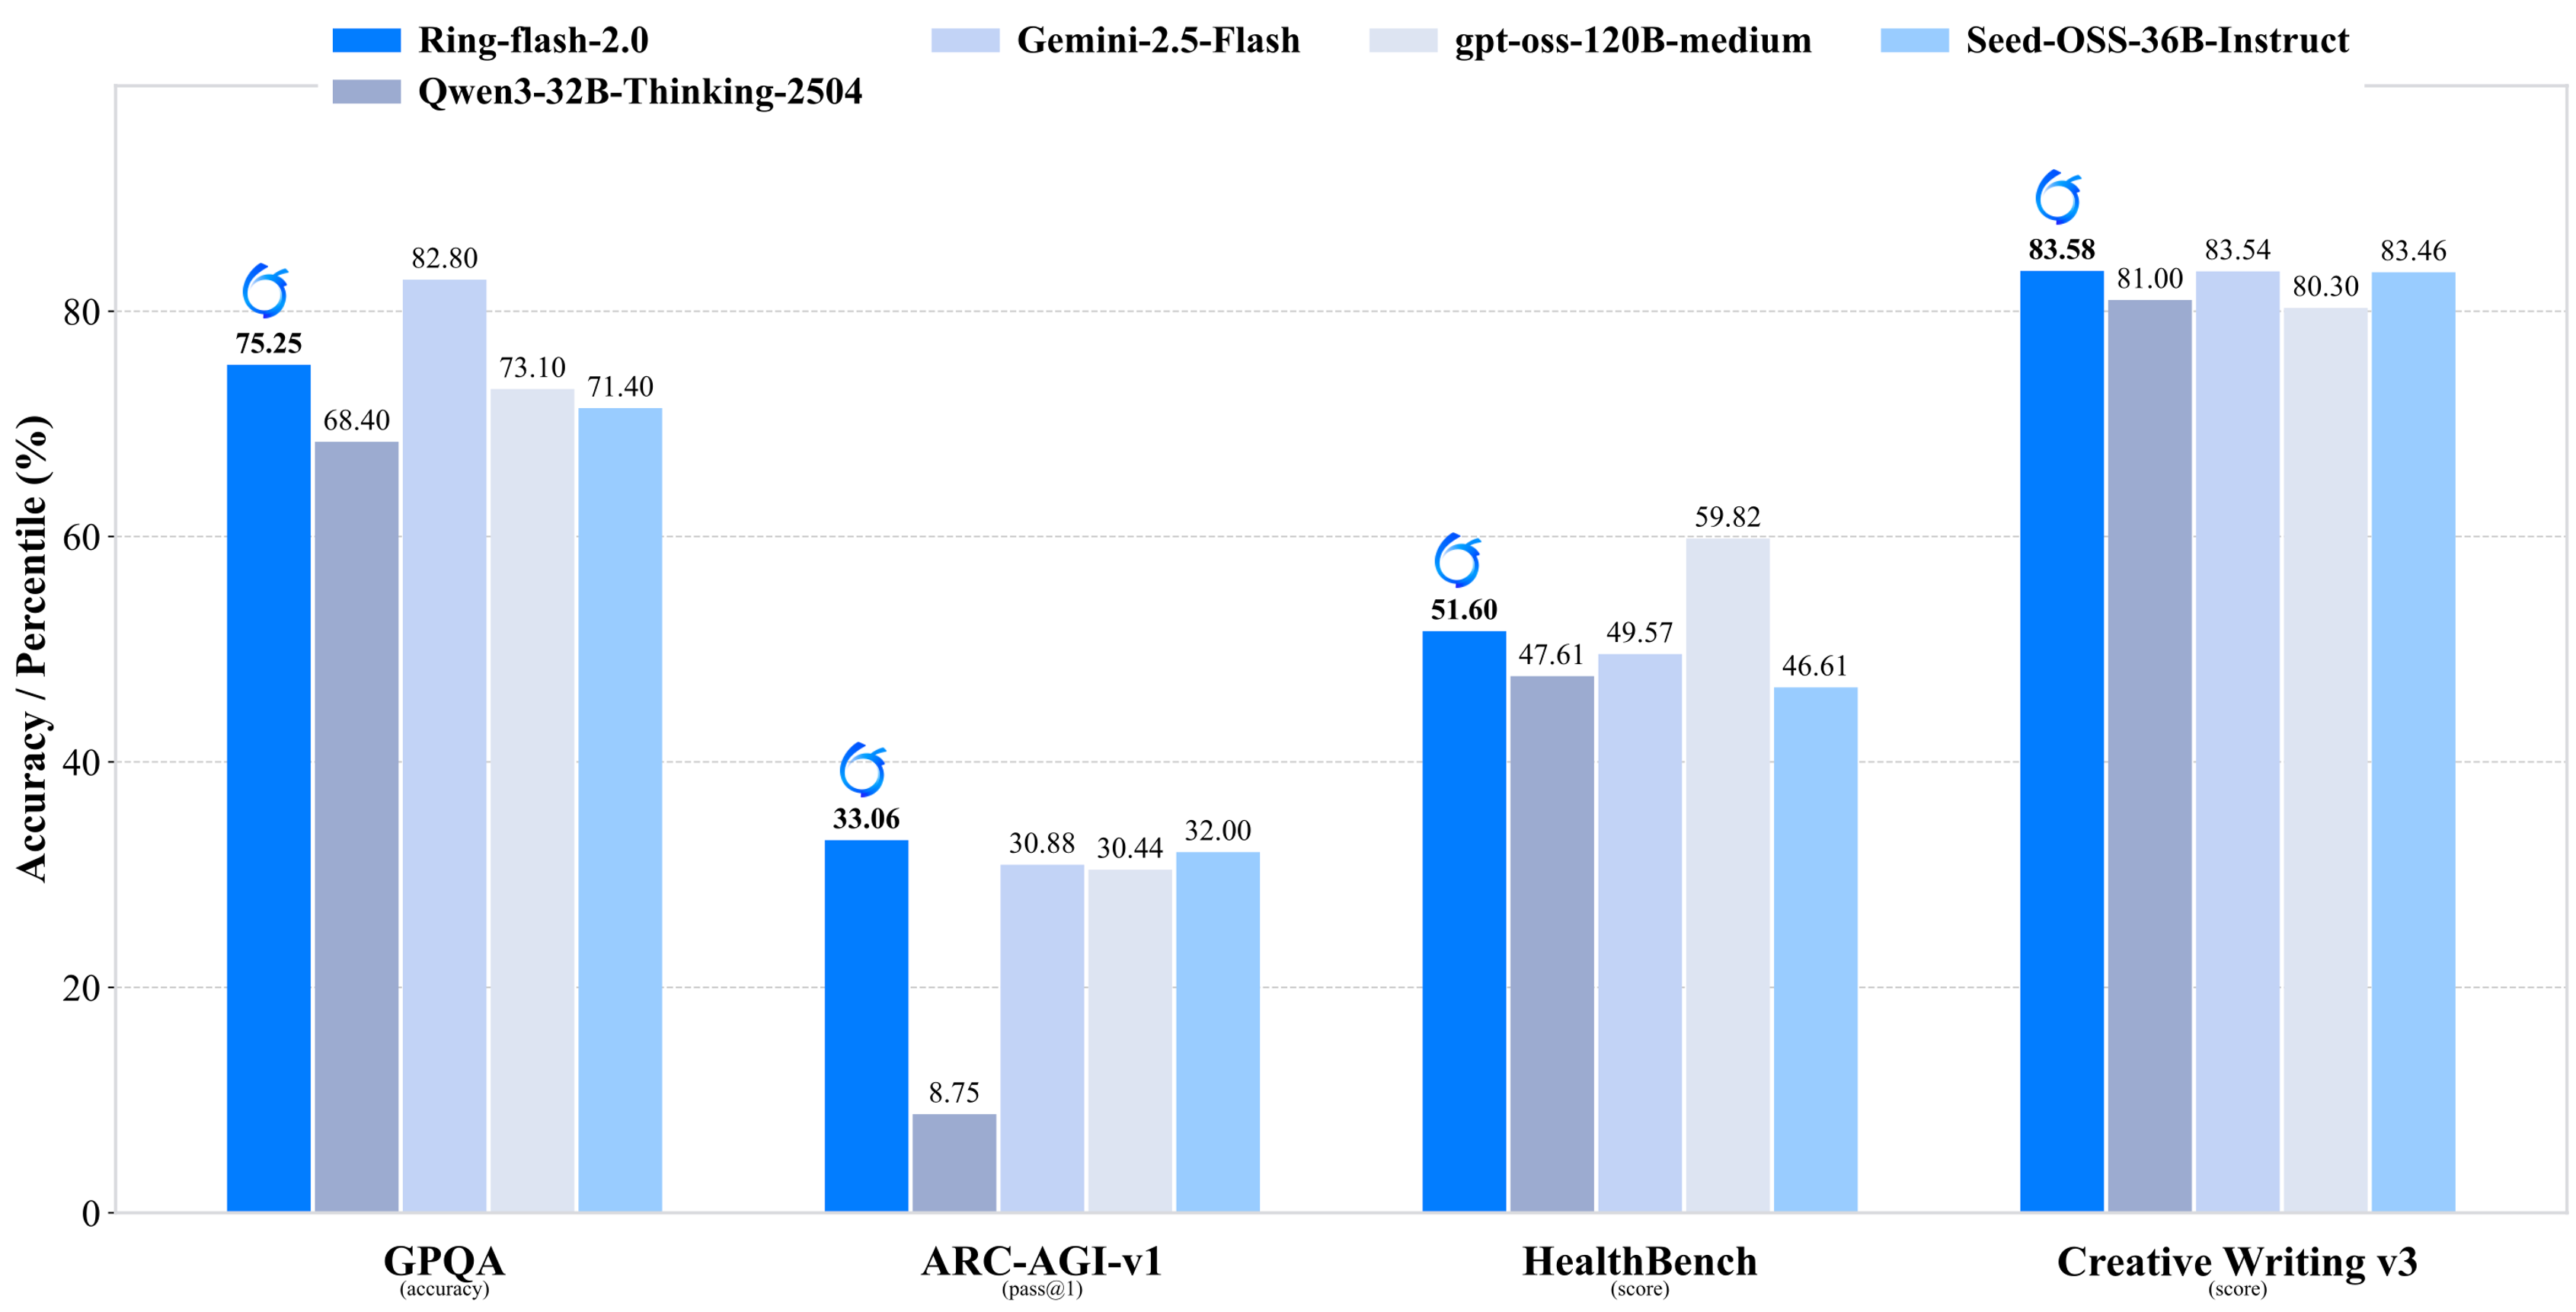 Ring-flash-2.0
Gemini-2.5-Flash
gpt-oss-120B-medium
Seed-OSS-36B-Instruct
Qwen3-32B-Thinking-2504
Accuracy / Percentile (%)
80
60
40
20
0
75.25
68.40
82.80
73.10
71.40
33.06
8.75
30.88
30.44
32.00
51.60
47.61
49.57
59.82
46.61
83.58
81.00
83.54
80.30
83.46
GPQA
(accuracy)
ARC-AGI-v1
(pass@1)
HealthBench
(score)
Creative Writing v3
(score)